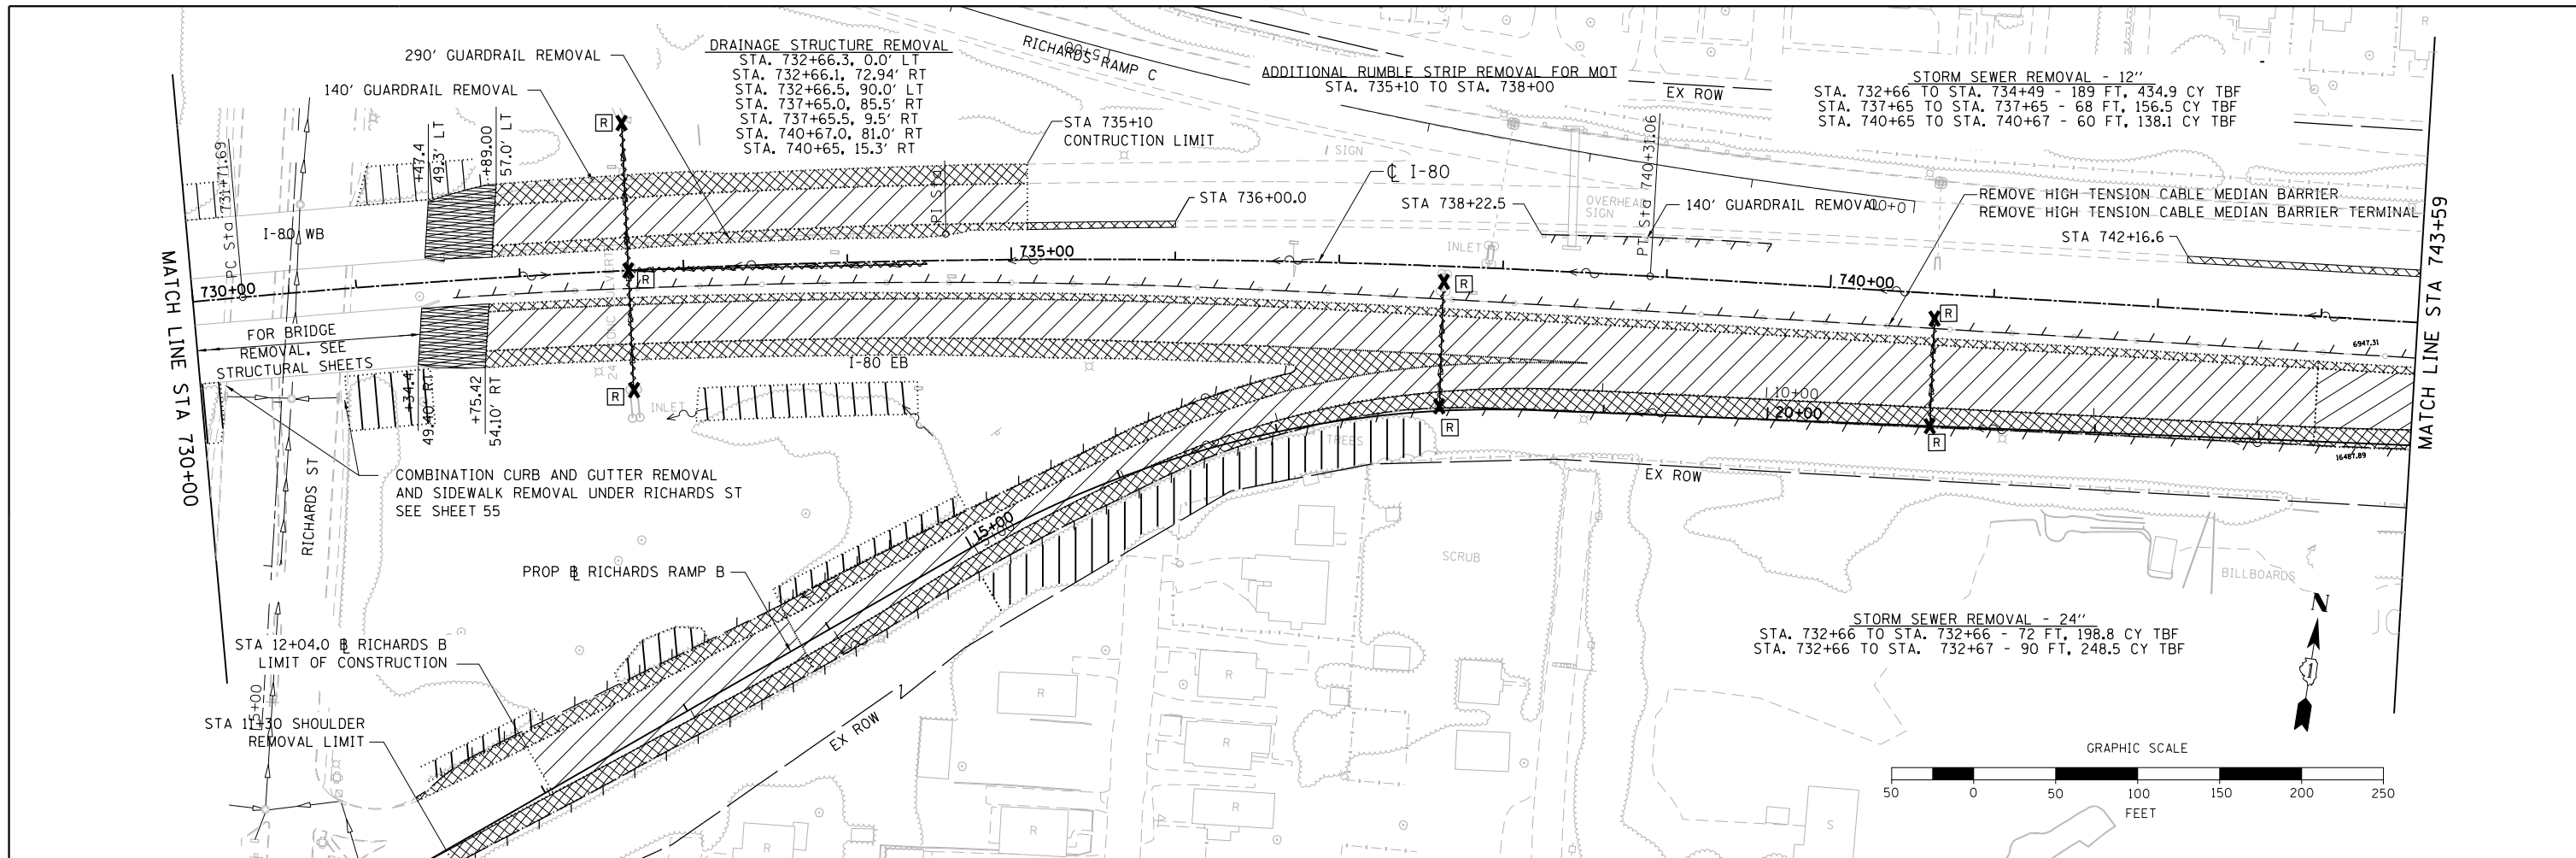 290' GUARDRAIL REMOVAL
140' GUARDRAIL REMOVAL
DRAINAGE STRUCTURE REMOVAL
STA. 732+66.3, 0.0' LT
STA. 732+66.1, 72.94' RT
STA. 732+66.5, 90.0' LT
STA. 737+65.0, 85.5' RT
STA. 737+65.5, 9.5' RT
STA. 740+67.0, 81.0' RT
STA. 740+65, 15.3' RT
RICHARDS RAMP C
ADDITIONAL RUMBLE STRIP REMOVAL FOR MOT
STA. 735+10 TO STA. 738+00
EX ROW
STORM SEWER REMOVAL - 12''
STA. 732+66 TO STA. 734+49 - 189 FT, 434.9 CY TBF
STA. 737+65 TO STA. 737+65 - 68 FT, 156.5 CY TBF
STA. 740+65 TO STA. 740+67 - 60 FT, 138.1 CY TBF
R
STA 735+10
CONTRUCTION LIMIT
SIGN
+47.4
49.3' LT
+89.00
57.0' LT
PC Sta 731+71.69
PI Sta
℄ I-80
STA 736+00.0
STA 738+22.5
OVERHEAD
SIGN
140' GUARDRAIL REMOVAL
PT Sta 740+31.06
REMOVE HIGH TENSION CABLE MEDIAN BARRIER
REMOVE HIGH TENSION CABLE MEDIAN BARRIER TERMINAL
STA 742+16.6
I-80 WB
INLET
735+00
740+00
730+00
MATCH LINE STA 730+00
MATCH LINE STA 743+59
R
R
R
FOR BRIDGE
REMOVAL, SEE
STRUCTURAL SHEETS
6947.31
I-80 EB
+34.4
49.40' RT
+75.42
54.10' RT
R
INLET
10+00
20+00
R
R
TREES
16487.89
EX ROW
COMBINATION CURB AND GUTTER REMOVAL
AND SIDEWALK REMOVAL UNDER RICHARDS ST
SEE SHEET 55
RICHARDS ST
15+00
SCRUB
PROP B RICHARDS RAMP B
BILLBOARDS
N
STORM SEWER REMOVAL - 24''
STA. 732+66 TO STA. 732+66 - 72 FT, 198.8 CY TBF
STA. 732+66 TO STA. 732+67 - 90 FT, 248.5 CY TBF
STA 12+04.0 B RICHARDS B
LIMIT OF CONSTRUCTION
STA 11+30 SHOULDER
REMOVAL LIMIT
EX ROW
R
R
R
R
R
R
S
GRAPHIC SCALE
50 0 50 100 150 200 250
FEET